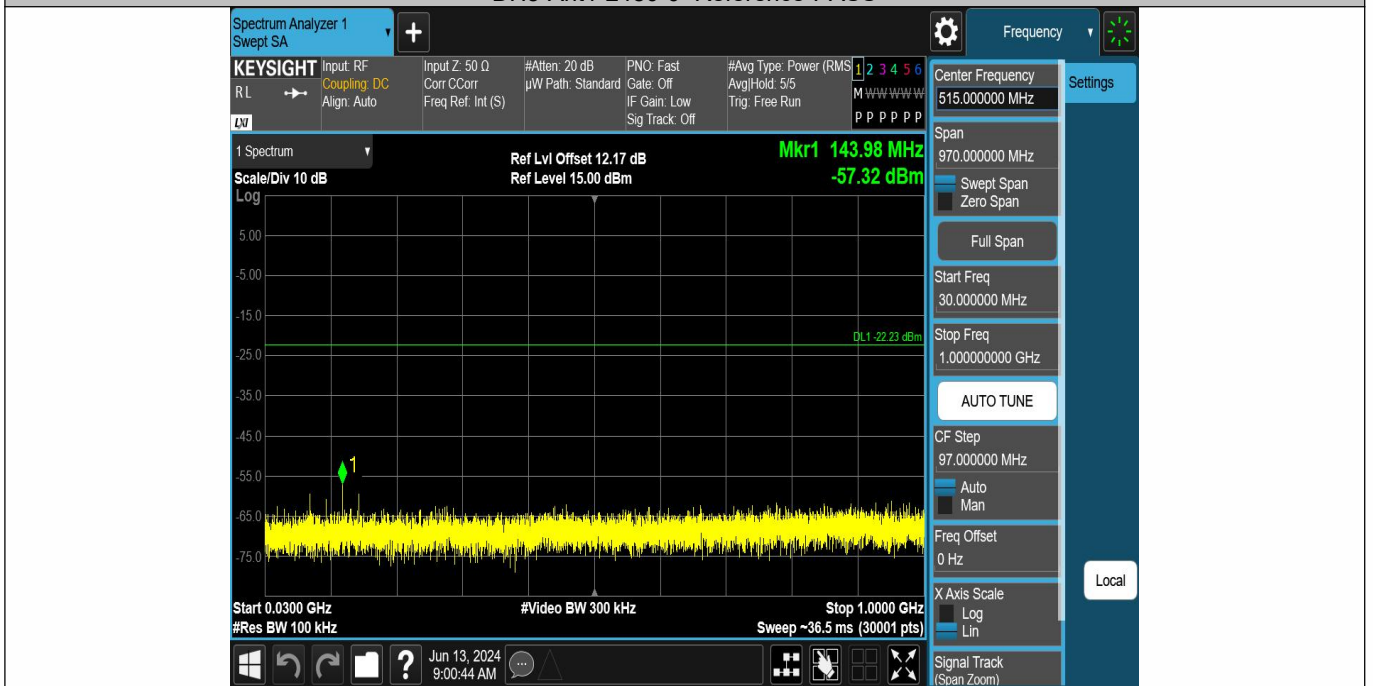 Spectrum Analyzer 1
Swept SA
+
Frequency
KEYSIGHT
RL
LXI
Input: RF
Coupling: DC
Align: Auto
Input Z: 50 Ω
Corr CCorr
Freq Ref: Int (S)
#Atten: 20 dB
µW Path: Standard
PNO: Fast
Gate: Off
IF Gain: Low
Sig Track: Off
#Avg Type: Power (RMS
Avg|Hold: 5/5
Trig: Free Run
1 2 3 4 5 6
M W W W W W
P P P P P P
1 Spectrum
Scale/Div 10 dB
Log
Ref Lvl Offset 12.17 dB
Ref Level 15.00 dBm
Mkr1 143.98 MHz
-57.32 dBm
5.00
-5.00
-15.0
DL1 -22.23 dBm
-25.0
-35.0
-45.0
1
-55.0
-65.0
-75.0
Start 0.0300 GHz
#Res BW 100 kHz
#Video BW 300 kHz
Stop 1.0000 GHz
Sweep ~36.5 ms (30001 pts)
?
Jun 13, 2024
9:00:44 AM
Center Frequency
515.000000 MHz
Settings
Span
970.000000 MHz
Swept Span
Zero Span
Full Span
Start Freq
30.000000 MHz
Stop Freq
1.000000000 GHz
AUTO TUNE
CF Step
97.000000 MHz
Auto
Man
Freq Offset
0 Hz
X Axis Scale
Log
Lin
Local
Signal Track
(Span Zoom)